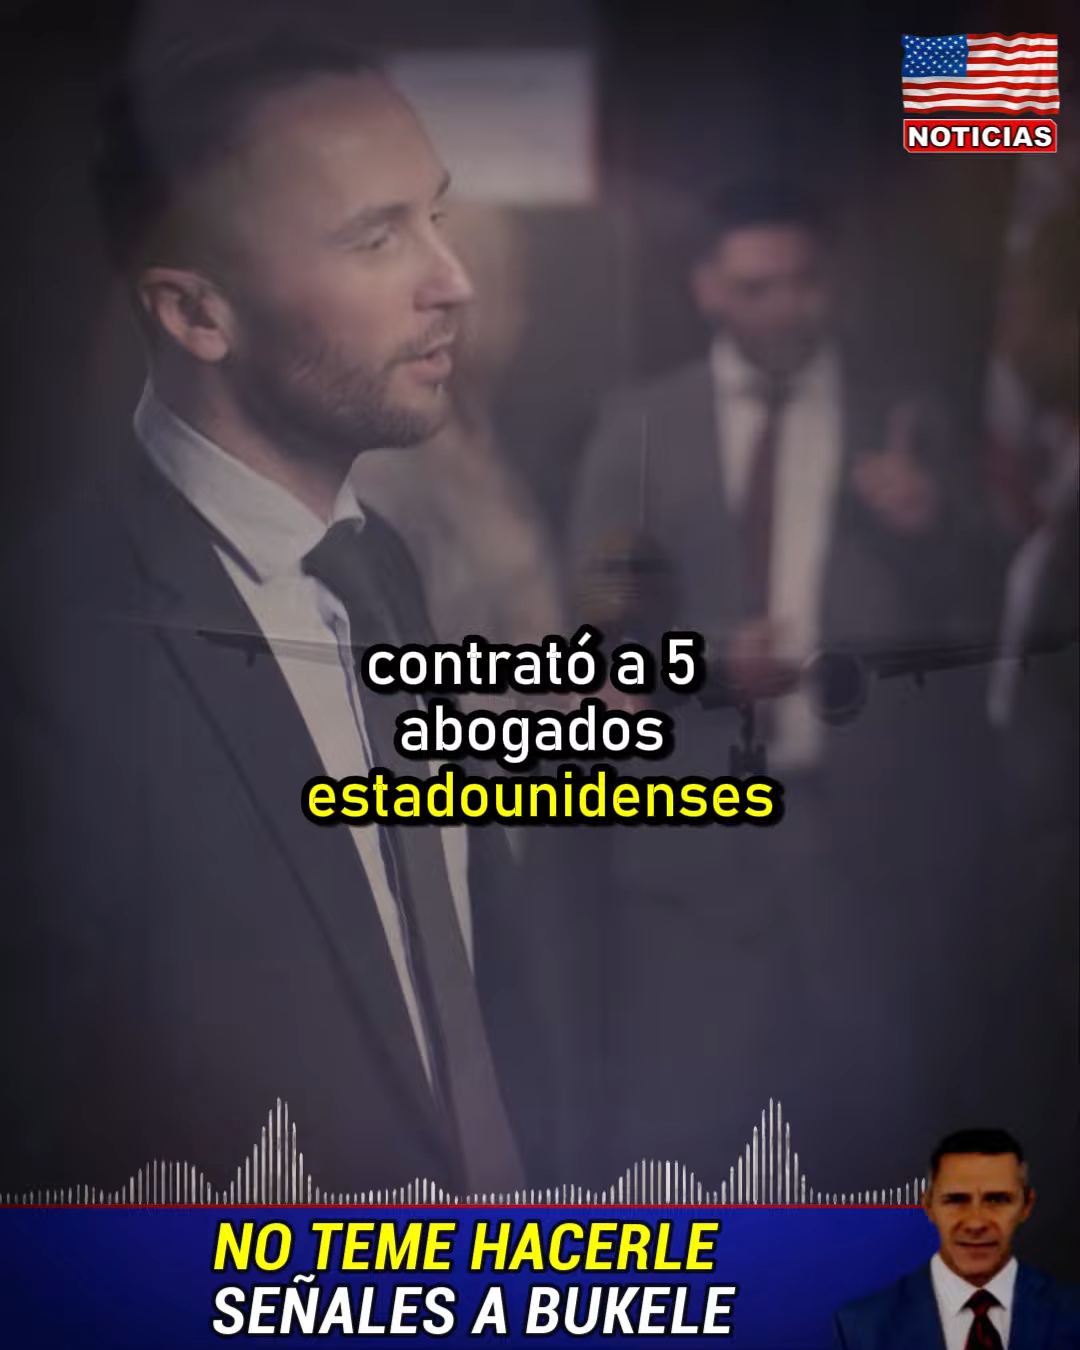 NOTICIAS
contrató a 5
abogados
estadounidenses
NO TEME HACERLE
SEÑALES A BUKELE